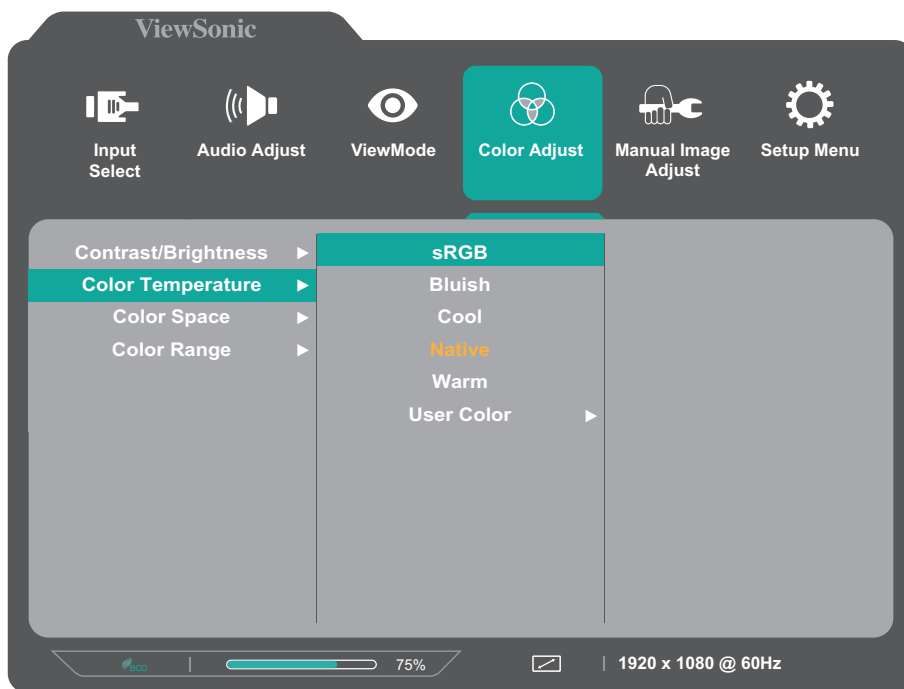 ViewSonic
Input
Select
Audio Adjust
ViewMode
Color Adjust
Manual Image
Adjust
Setup Menu
Contrast/Brightness
Color Temperature
Color Space
Color Range
sRGB
Bluish
Cool
Native
Warm
User Color
eco
75%
1920 x 1080 @ 60Hz